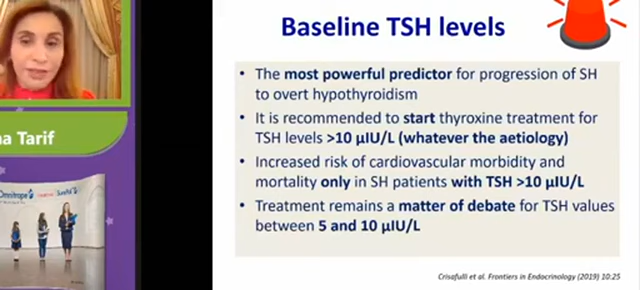 Baseline TSH levels
• The most powerful predictor for progression of SH
to overt hypothyroidism
• It is recommended to start thyroxine treatment for
TSH levels >10 µIU/L (whatever the aetiology)
• Increased risk of cardiovascular morbidity and
mortality only in SH patients with TSH >10 µIU/L
• Treatment remains a matter of debate for TSH values
between 5 and 10 µIU/L
Crisafulli et al. Frontiers in Endocrinology (2019) 10:25
a Tarif
Omnitrope
SurePal